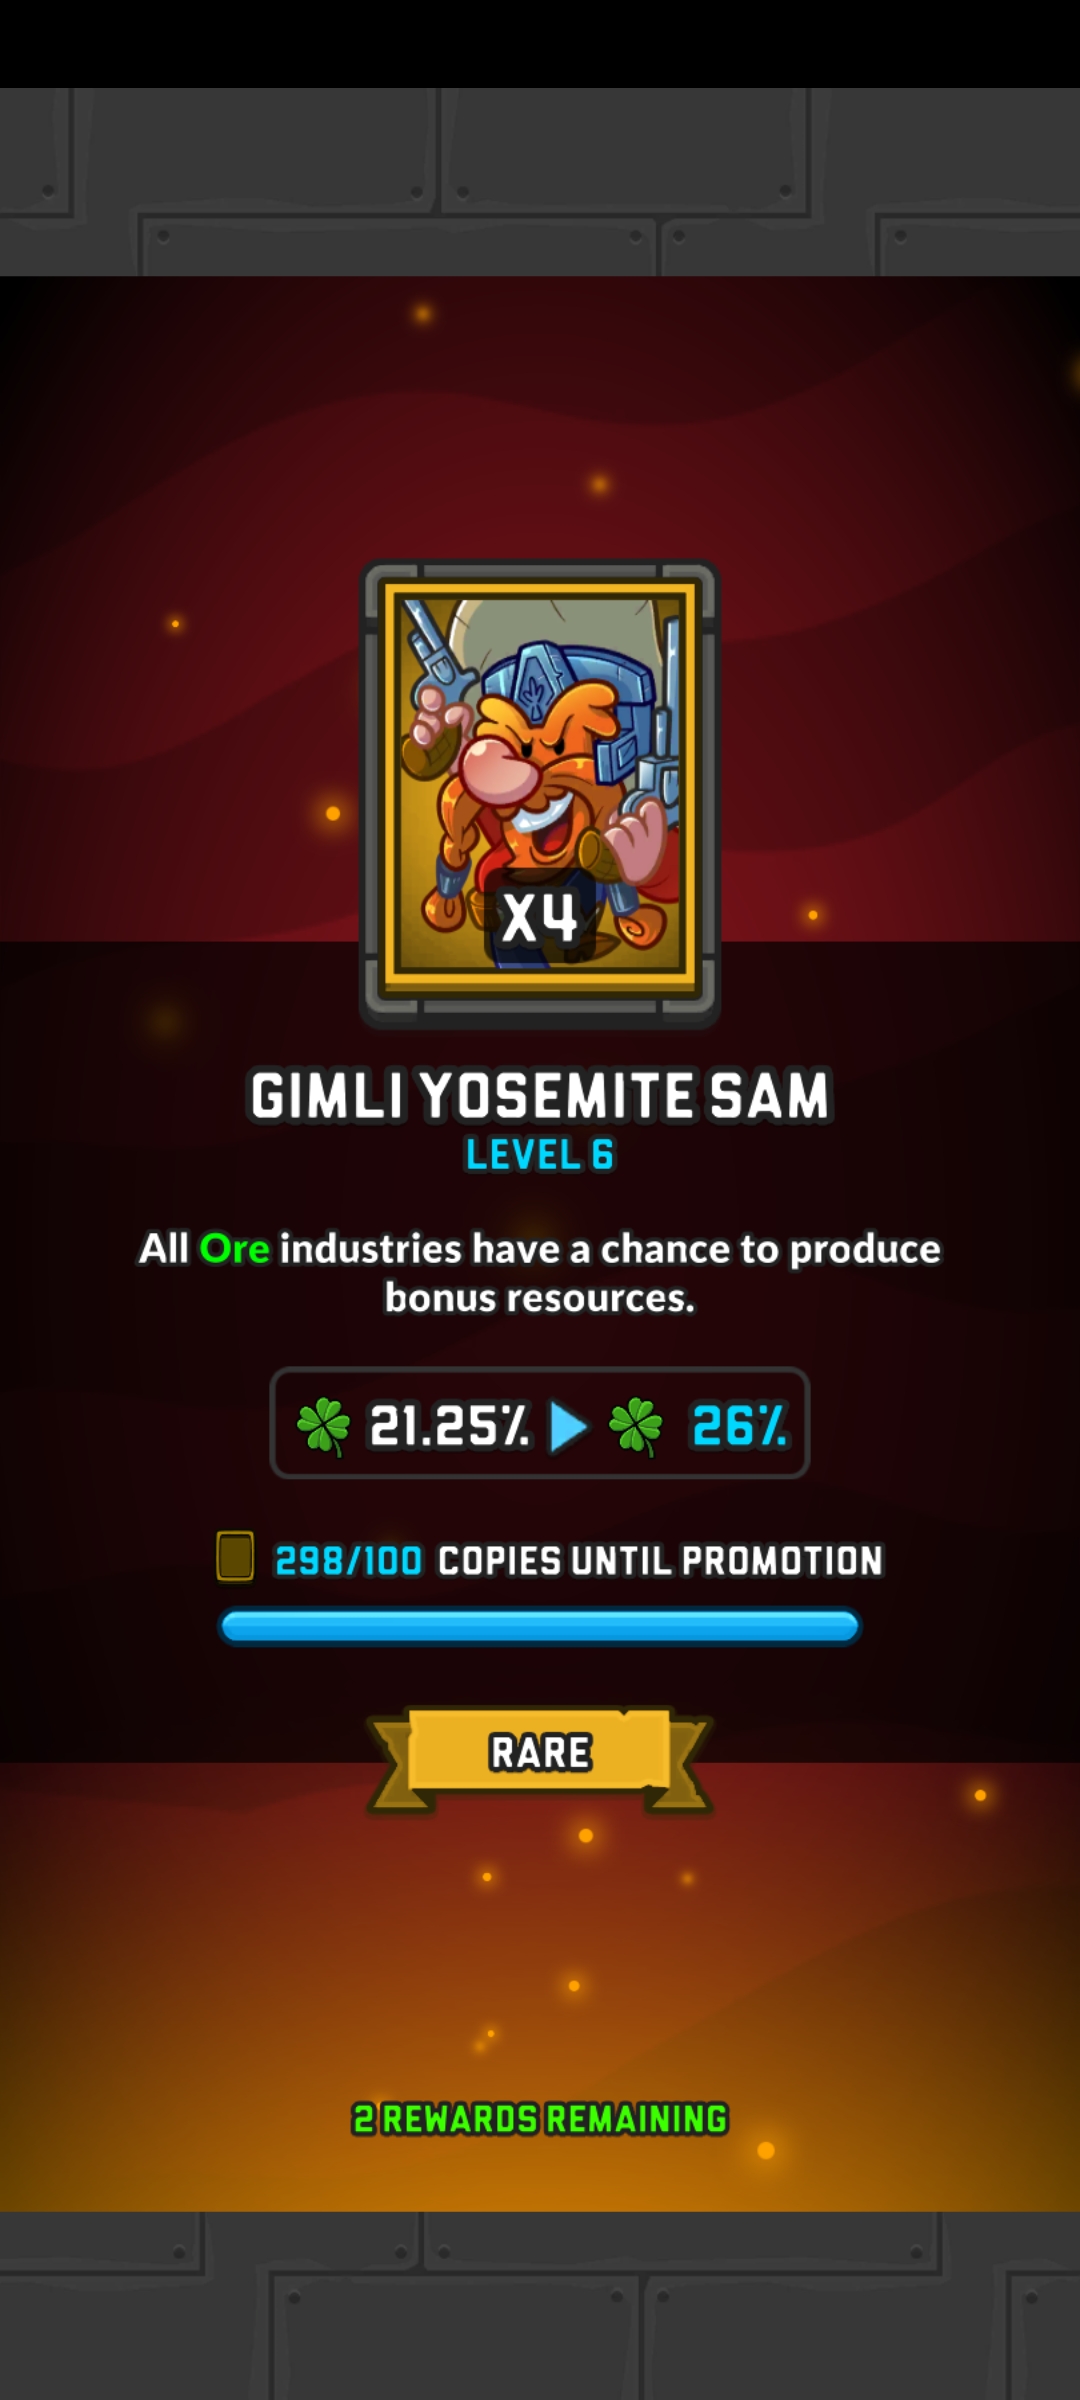 X4
GIMLI YOSEMITE SAM
LEVEL 6
All Ore industries have a chance to produce
bonus resources.
21.25% 26%
298/100 COPIES UNTIL PROMOTION
RARE
2 REWARDS REMAINING